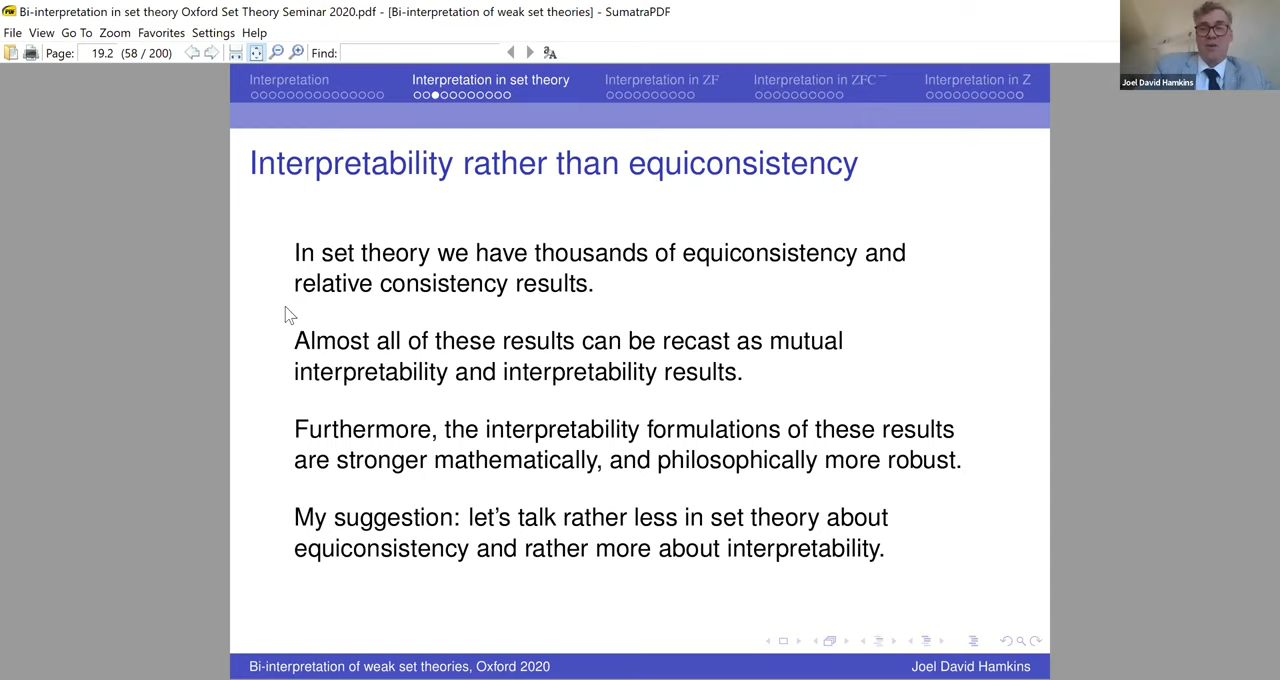 Bi-interpretation in set theory Oxford Set Theory Seminar 2020.pdf - [Bi-interpretation of weak set theories] - SumatraPDF
File View Go To Zoom Favorites Settings Help
Page: 19.2 (58 / 200) Find:
Joel David Hamkins
Interpretation Interpretation in set theory Interpretation in ZF Interpretation in ZFC⁻ Interpretation in Z
Interpretability rather than equiconsistency
In set theory we have thousands of equiconsistency and
relative consistency results.
Almost all of these results can be recast as mutual
interpretability and interpretability results.
Furthermore, the interpretability formulations of these results
are stronger mathematically, and philosophically more robust.
My suggestion: let's talk rather less in set theory about
equiconsistency and rather more about interpretability.
Bi-interpretation of weak set theories, Oxford 2020 Joel David Hamkins